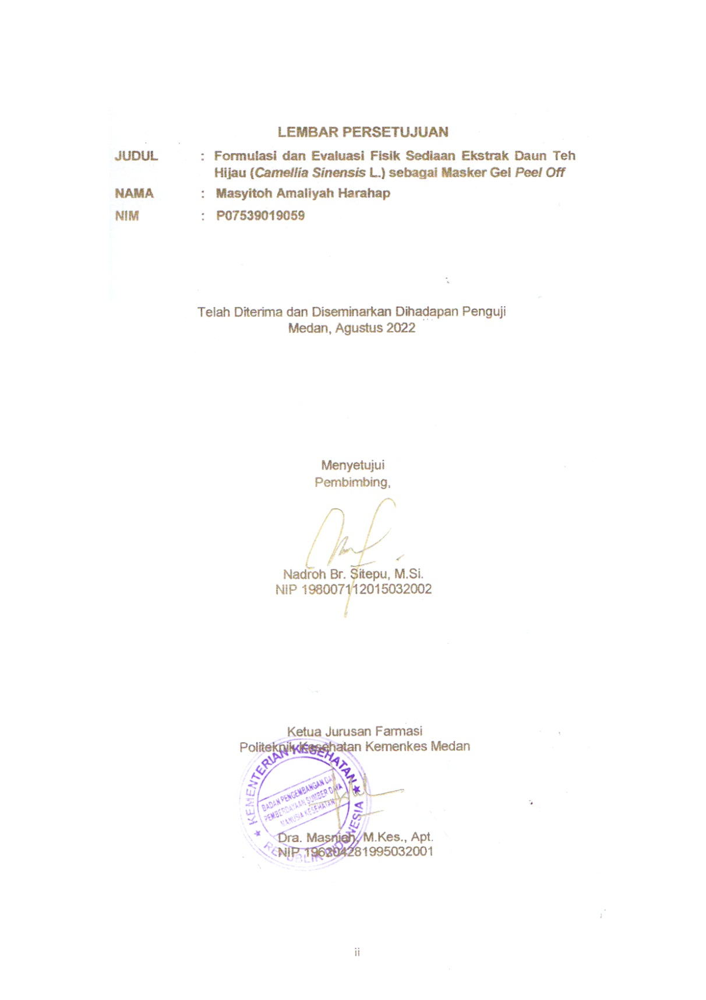 LEMBAR PERSETUJUAN
JUDUL : Formulasi dan Evaluasi Fisik Sediaan Ekstrak Daun Teh
Hijau (Camellia Sinensis L.) sebagai Masker Gel Peel Off
NAMA : Masyitoh Amaliyah Harahap
NIM : P07539019059
Telah Diterima dan Diseminarkan Dihadapan Penguji
Medan, Agustus 2022
Menyetujui
Pembimbing,
Nadroh Br. Sitepu, M.Si.
NIP 198007112015032002
Ketua Jurusan Farmasi
Politeknik Kesehatan Kemenkes Medan
KEMENTERIAN KESEHATAN
BADAN PENGEMBANGAN DAN
PEMBERDAYAAN SUMBER DAYA
MANUSIA KESEHATAN
REPUBLIK INDONESIA
Dra. Masniah, M.Kes., Apt.
NIP 196204281995032001
ii